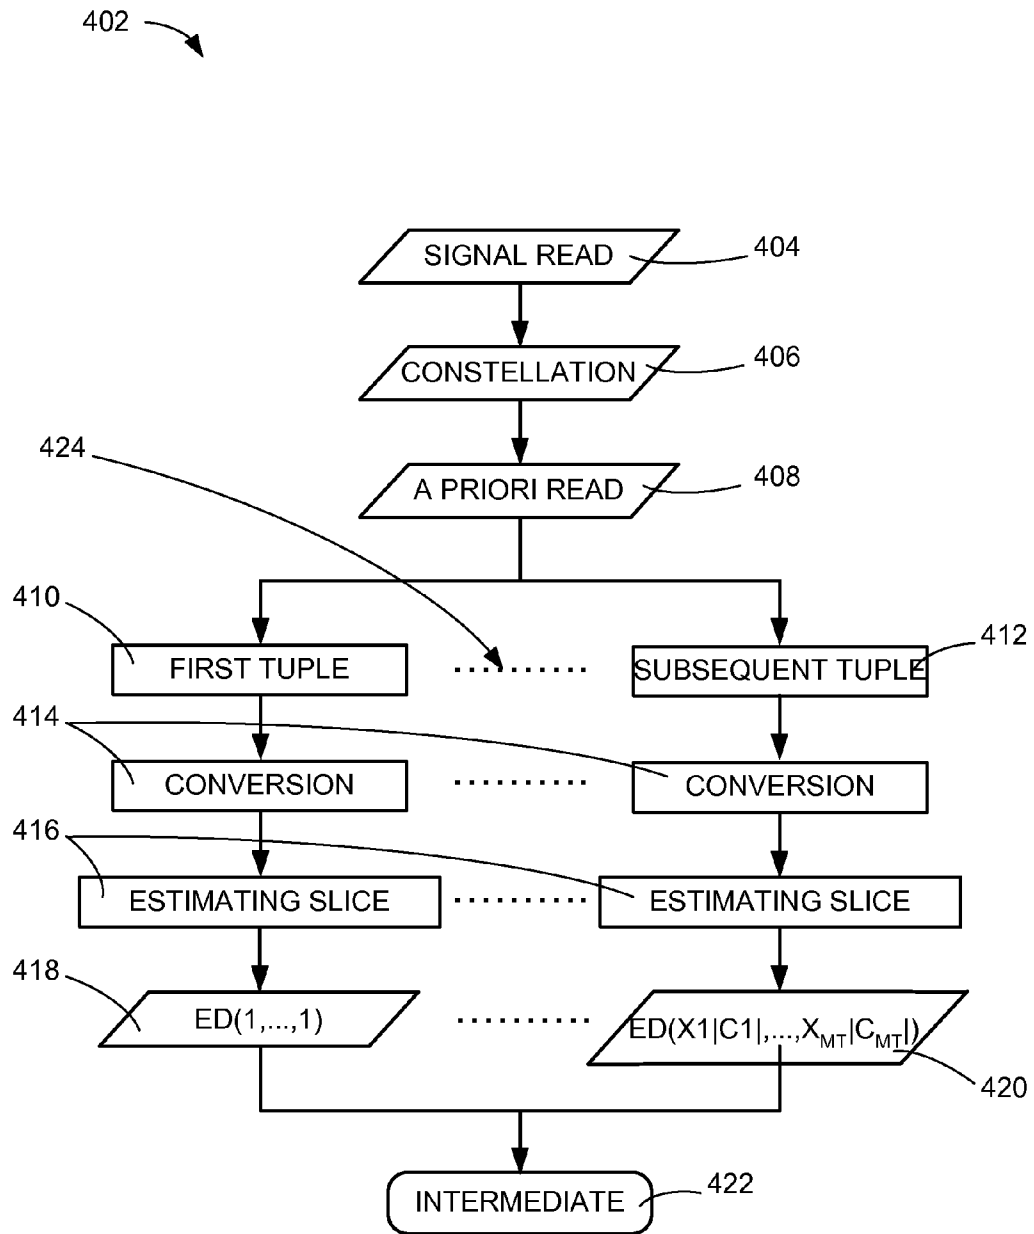 402
SIGNAL READ
404
CONSTELLATION
406
424
A PRIORI READ
408
410
FIRST TUPLE
SUBSEQUENT TUPLE
412
414
CONVERSION
CONVERSION
416
ESTIMATING SLICE
ESTIMATING SLICE
418
ED(1,...,1)
ED(X1|C1|,...,X_MT|C_MT|)
420
INTERMEDIATE
422